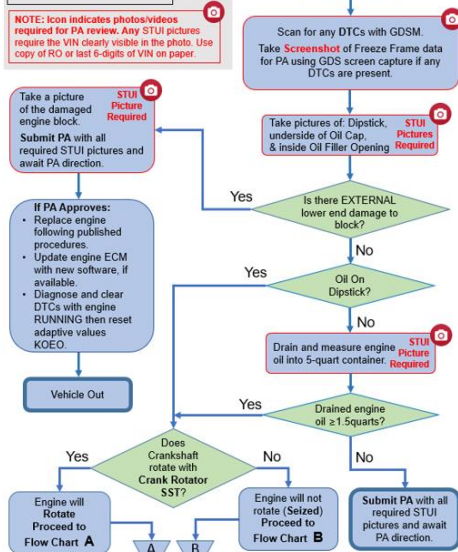 NOTE: Icon indicates photos/videos
required for PA review. Any STUI pictures
require the VIN clearly visible in the photo. Use
copy of RO or last 6-digits of VIN on paper.
Scan for any DTCs with GDSM.
Take Screenshot of Freeze Frame data
for PA using GDS screen capture if any
DTCs are present.
Take a picture
of the damaged
engine block.
STUI
Picture
Required
Submit PA with all
required STUI pictures and
await PA direction.
Take pictures of: Dipstick,
underside of Oil Cap,
& inside Oil Filler Opening
STUI
Pictures
Required
Yes
Is there EXTERNAL
lower end damage to
block?
No
If PA Approves:
• Replace engine
following published
procedures.
• Update engine ECM
with new software, if
available.
• Diagnose and clear
DTCs with engine
RUNNING then reset
adaptive values
KOEO.
Vehicle Out
Yes
Oil On
Dipstick?
No
Drain and measure engine
oil into 5-quart container.
STUI
Picture
Required
Yes
Drained engine
oil ≥1.5quarts?
No
Submit PA with all
required STUI
pictures and await
PA direction.
Does
Crankshaft
rotate with
Crank Rotator
SST?
Yes
No
Engine will
Rotate
Proceed to
Flow Chart A
Engine will not
rotate (Seized)
Proceed to
Flow Chart B
A
B